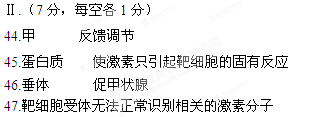 Ⅱ.（7分，每空各1分）
44.甲 反馈调节
45.蛋白质 使激素只引起靶细胞的固有反应
46.垂体 促甲状腺
47.靶细胞受体无法正常识别相关的激素分子